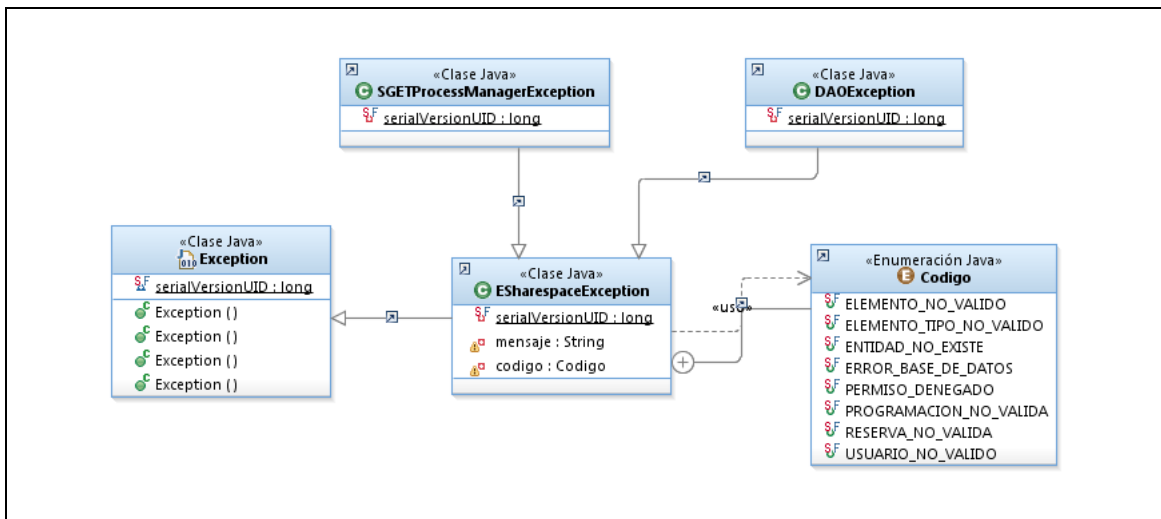 «Clase Java»
SGETProcessManagerException
serialVersionUID : long
«Clase Java»
DAOException
serialVersionUID : long
«Clase Java»
Exception
serialVersionUID : long
Exception ( )
Exception ( )
Exception ( )
Exception ( )
«Clase Java»
ESharespaceException
serialVersionUID : long
mensaje : String
codigo : Codigo
«uso»
«Enumeración Java»
Codigo
ELEMENTO_NO_VALIDO
ELEMENTO_TIPO_NO_VALIDO
ENTIDAD_NO_EXISTE
ERROR_BASE_DE_DATOS
PERMISO_DENEGADO
PROGRAMACION_NO_VALIDA
RESERVA_NO_VALIDA
USUARIO_NO_VALIDO